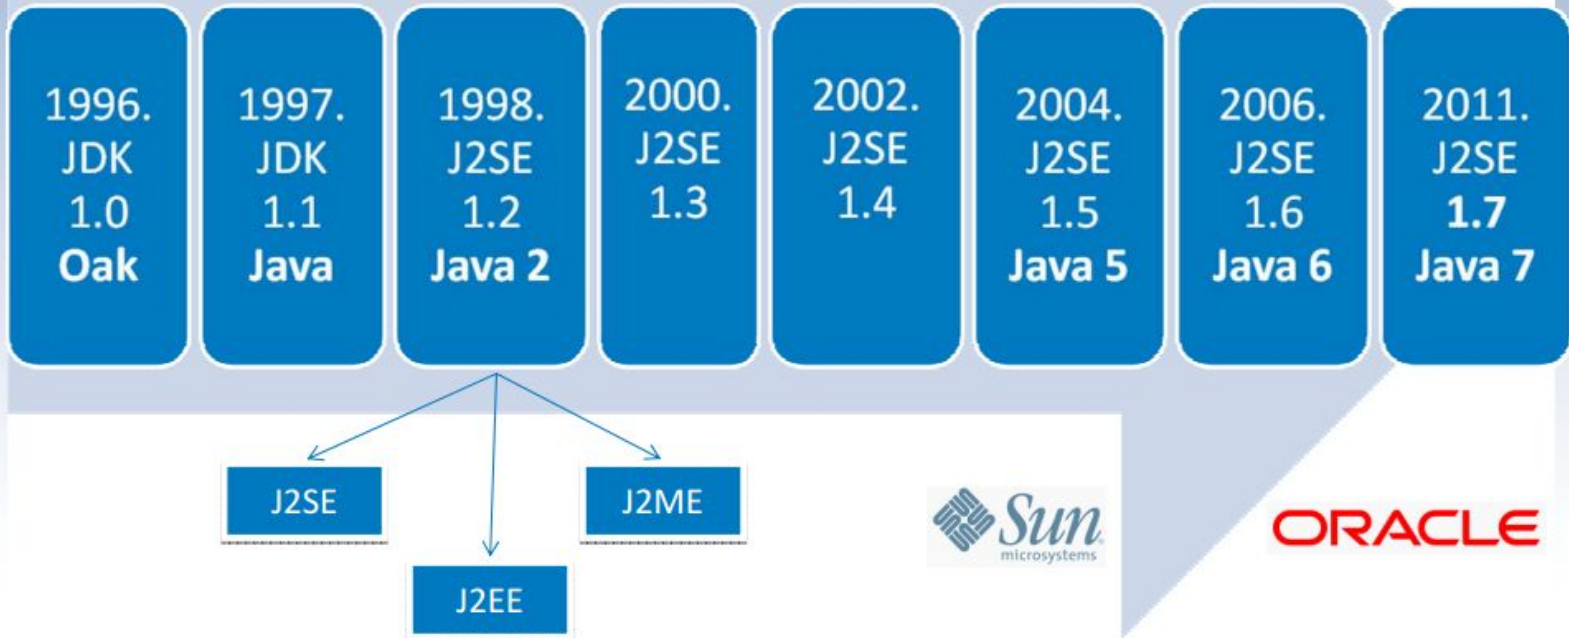 1996.
JDK
1.0
Oak
1997.
JDK
1.1
Java
1998.
J2SE
1.2
Java 2
2000.
J2SE
1.3
2002.
J2SE
1.4
2004.
J2SE
1.5
Java 5
2006.
J2SE
1.6
Java 6
2011.
J2SE
1.7
Java 7
J2SE
J2EE
J2ME
Sun
microsystems
ORACLE